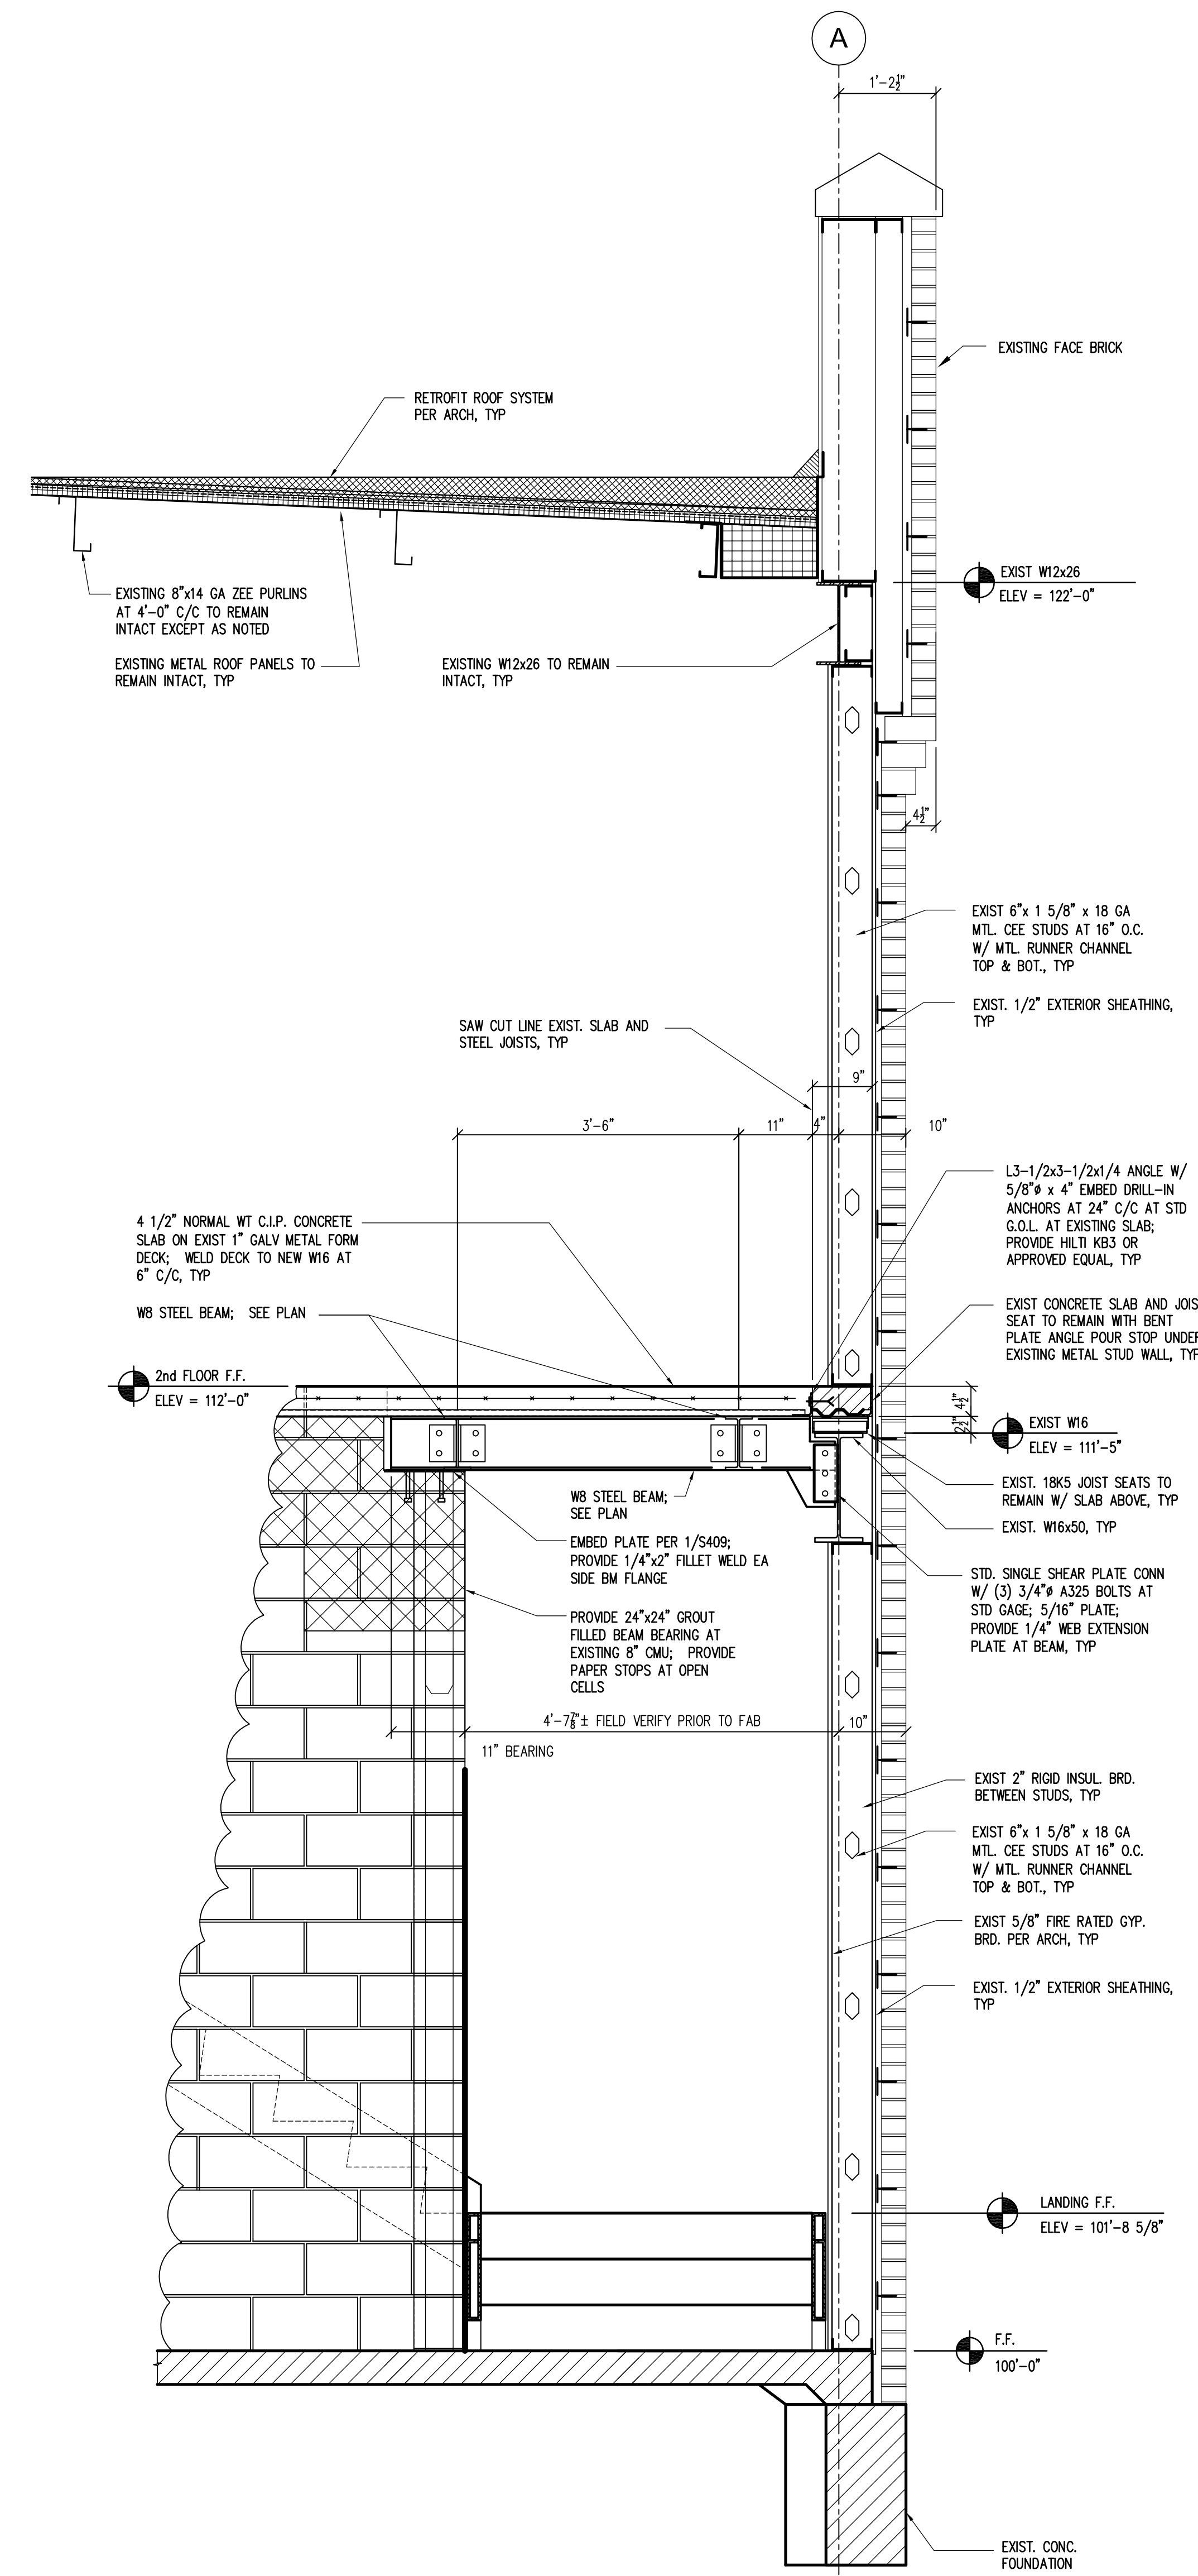 A
1'-2½"
EXISTING FACE BRICK
RETROFIT ROOF SYSTEM
PER ARCH, TYP
EXIST W12x26
ELEV = 122'-0"
EXISTING 8"x14 GA ZEE PURLINS
AT 4'-0" C/C TO REMAIN
INTACT EXCEPT AS NOTED
EXISTING METAL ROOF PANELS TO
REMAIN INTACT, TYP
EXISTING W12x26 TO REMAIN
INTACT, TYP
4½"
EXIST 6"x 1 5/8" x 18 GA
MTL. CEE STUDS AT 16" O.C.
W/ MTL. RUNNER CHANNEL
TOP & BOT., TYP
EXIST. 1/2" EXTERIOR SHEATHING,
TYP
SAW CUT LINE EXIST. SLAB AND
STEEL JOISTS, TYP
9"
3'-6"
11"
4"
10"
L3-1/2x3-1/2x1/4 ANGLE W/
5/8"ø x 4" EMBED DRILL-IN
ANCHORS AT 24" C/C AT STD
G.O.L. AT EXISTING SLAB;
PROVIDE HILTI KB3 OR
APPROVED EQUAL, TYP
4 1/2" NORMAL WT C.I.P. CONCRETE
SLAB ON EXIST 1" GALV METAL FORM
DECK; WELD DECK TO NEW W16 AT
6" C/C, TYP
W8 STEEL BEAM; SEE PLAN
EXIST CONCRETE SLAB AND JOIS
SEAT TO REMAIN WITH BENT
PLATE ANGLE POUR STOP UNDER
EXISTING METAL STUD WALL, TYP
2nd FLOOR F.F.
ELEV = 112'-0"
4½"
2½"
EXIST W16
ELEV = 111'-5"
EXIST. 18K5 JOIST SEATS TO
REMAIN W/ SLAB ABOVE, TYP
W8 STEEL BEAM;
SEE PLAN
EXIST. W16x50, TYP
EMBED PLATE PER 1/S409;
PROVIDE 1/4"x2" FILLET WELD EA
SIDE BM FLANGE
STD. SINGLE SHEAR PLATE CONN
W/ (3) 3/4"ø A325 BOLTS AT
STD GAGE; 5/16" PLATE;
PROVIDE 1/4" WEB EXTENSION
PLATE AT BEAM, TYP
PROVIDE 24"x24" GROUT
FILLED BEAM BEARING AT
EXISTING 8" CMU; PROVIDE
PAPER STOPS AT OPEN
CELLS
4'-7⅞"± FIELD VERIFY PRIOR TO FAB
10"
11" BEARING
EXIST 2" RIGID INSUL. BRD.
BETWEEN STUDS, TYP
EXIST 6"x 1 5/8" x 18 GA
MTL. CEE STUDS AT 16" O.C.
W/ MTL. RUNNER CHANNEL
TOP & BOT., TYP
EXIST 5/8" FIRE RATED GYP.
BRD. PER ARCH, TYP
EXIST. 1/2" EXTERIOR SHEATHING,
TYP
LANDING F.F.
ELEV = 101'-8 5/8"
F.F.
100'-0"
EXIST. CONC.
FOUNDATION